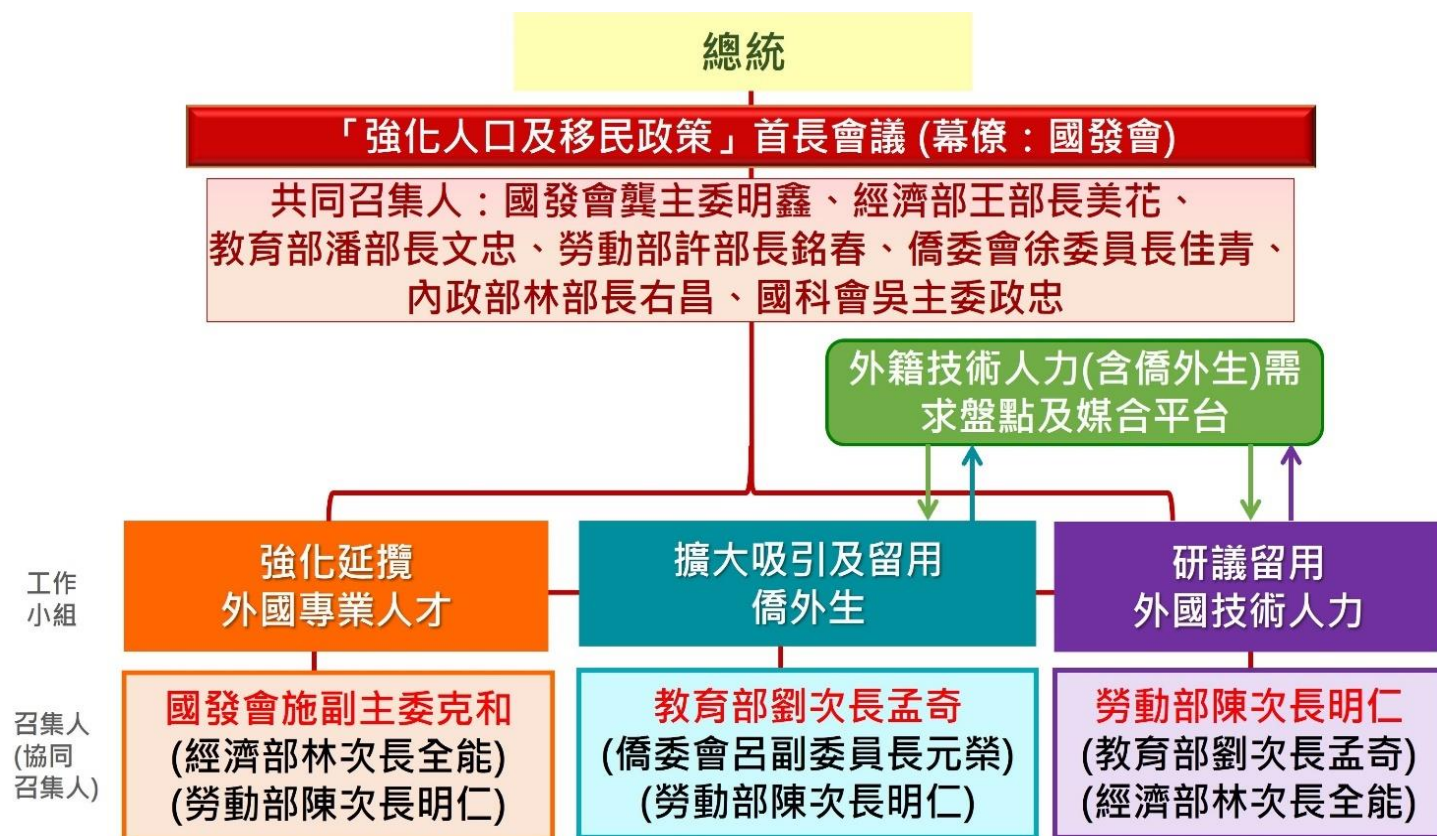 總統
「強化人口及移民政策」首長會議 (幕僚：國發會)
共同召集人：國發會龔主委明鑫、經濟部王部長美花、
教育部潘部長文忠、勞動部許部長銘春、僑委會徐委員長佳青、
內政部林部長右昌、國科會吳主委政忠
外籍技術人力(含僑外生)需
求盤點及媒合平台
工作
小組
強化延攬
外國專業人才
擴大吸引及留用
僑外生
研議留用
外國技術人力
召集人
(協同
召集人)
國發會施副主委克和
(經濟部林次長全能)
(勞動部陳次長明仁)
教育部劉次長孟奇
(僑委會呂副委員長元榮)
(勞動部陳次長明仁)
勞動部陳次長明仁
(教育部劉次長孟奇)
(經濟部林次長全能)